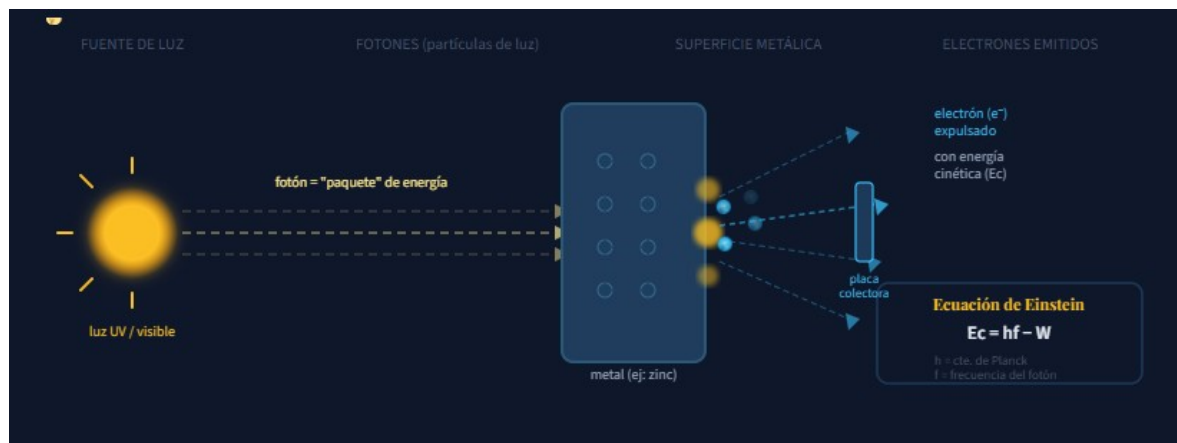 FUENTE DE LUZ
FOTONES (partículas de luz)
SUPERFICIE METÁLICA
ELECTRONES EMITIDOS
electrón (e⁻)
expulsado
con energía
cinética (Ec)
fotón = "paquete" de energía
placa
colectora
luz UV / visible
metal (ej: zinc)
Ecuación de Einstein
Ec = hf − W
h = cte. de Planck
f = frecuencia del fotón